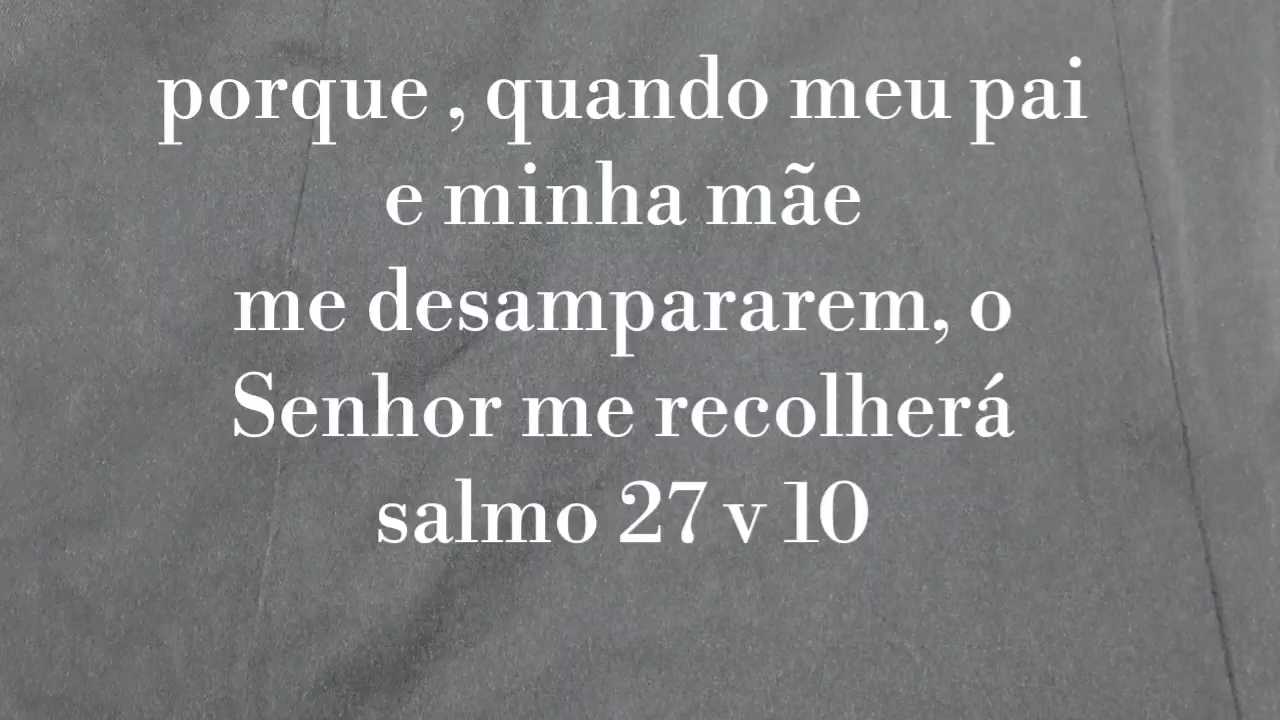 porque , quando meu pai
e minha mãe
me desampararem, o
Senhor me recolherá
salmo 27 v 10